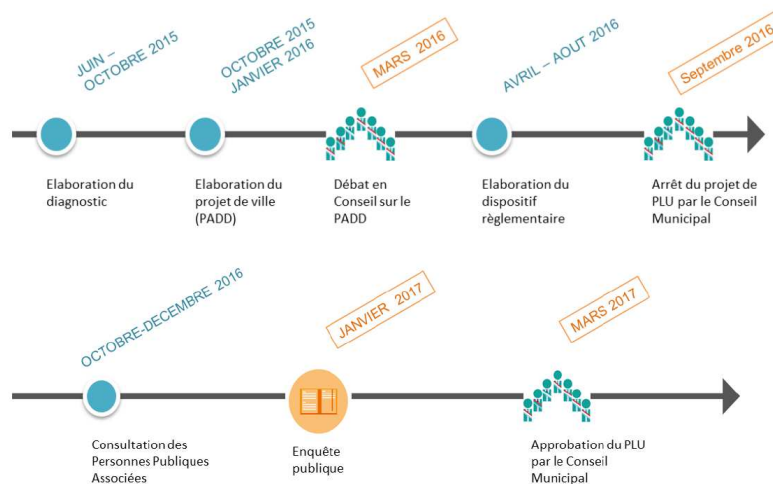 JUIN –
OCTOBRE 2015
OCTOBRE 2015
JANVIER 2016
MARS 2016
AVRIL – AOUT 2016
Septembre 2016
Elaboration du
diagnostic
Elaboration du
projet de ville
(PADD)
Débat en
Conseil sur le
PADD
Elaboration du
dispositif
règlementaire
Arrêt du projet de
PLU par le Conseil
Municipal
OCTOBRE-DECEMBRE 2016
JANVIER 2017
MARS 2017
Consultation des
Personnes Publiques
Associées
Enquête
publique
Approbation du PLU
par le Conseil
Municipal